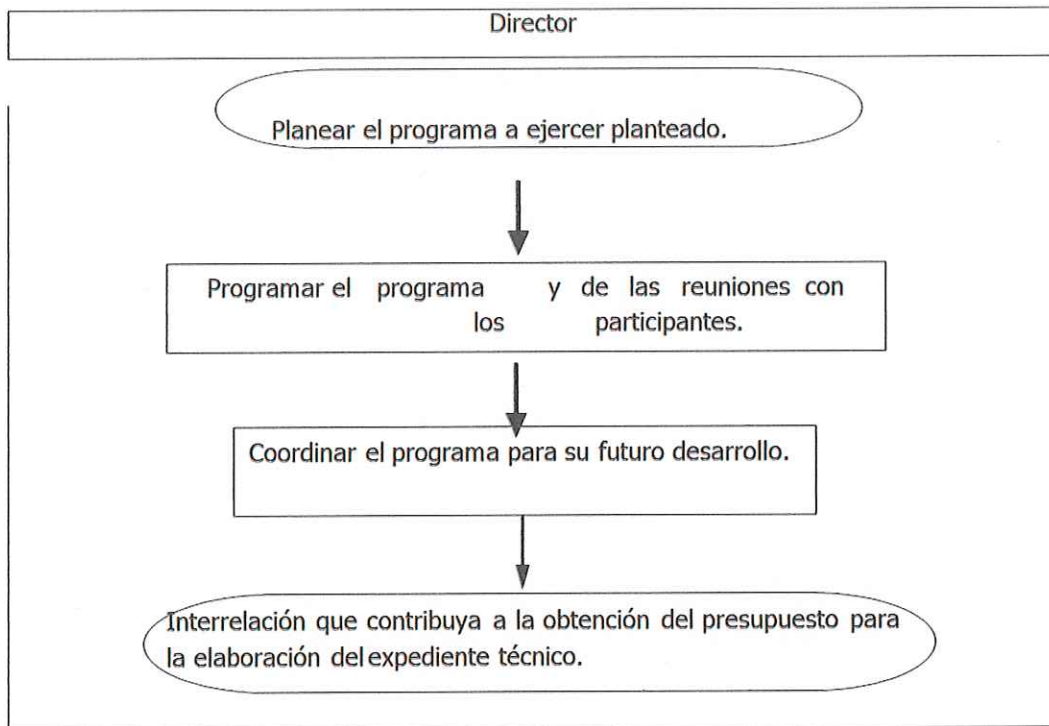 Director
Planear el programa a ejercer planteado.
Programar el programa y de las reuniones con
los participantes.
Coordinar el programa para su futuro desarrollo.
Interrelación que contribuya a la obtención del presupuesto para
la elaboración del expediente técnico.